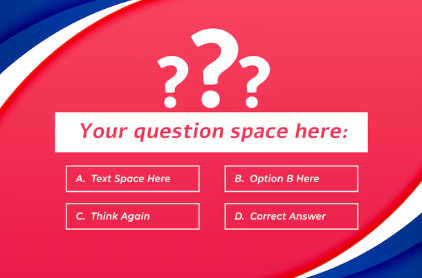 ???
Your question space here:
A. Text Space Here
B. Option B Here
C. Think Again
D. Correct Answer